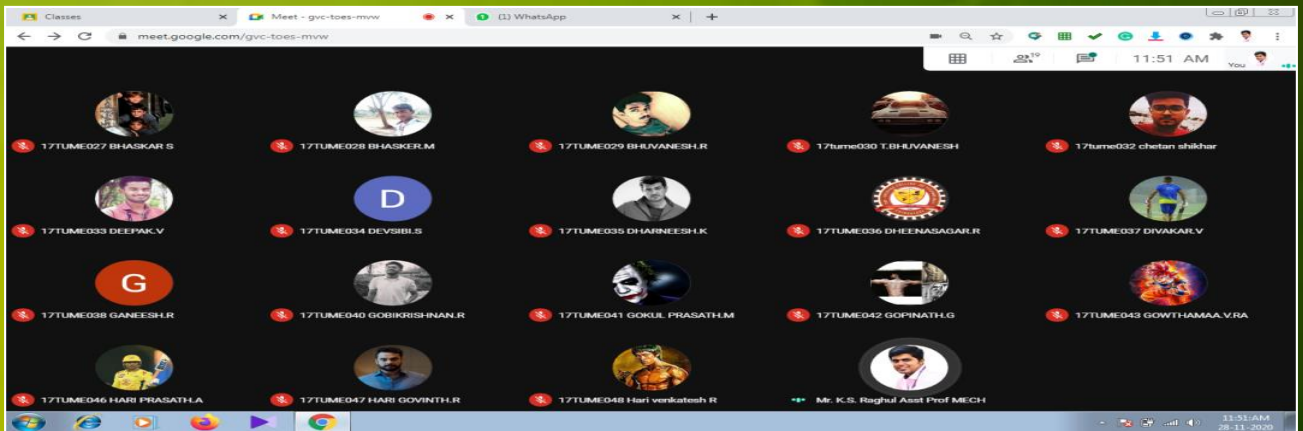 Classes Meet - gvc-toes-mvw (1) WhatsApp
meet.google.com/gvc-toes-mvw
19 11:51 AM You
17TUME027 BHASKAR S 17TUME028 BHASKER.M 17TUME029 BHUVANESH.R 17tume030 T.BHUVANESH 17tume032 chetan shikhar
D
17TUME033 DEEPAK.V 17TUME034 DEVSIBI.S 17TUME035 DHARNEESH.K 17TUME036 DHEENASAGAR.R 17TUME037 DIVAKAR.V
G
17TUME038 GANEESH.R 17TUME040 GOBIKRISHNAN.R 17TUME041 GOKUL PRASATH.M 17TUME042 GOPINATH.G 17TUME043 GOWTHAMAA.V.RA
17TUME046 HARI PRASATH.A 17TUME047 HARI GOVINTH.R 17TUME048 Hari venkatesh R Mr. K.S. Raghul Asst Prof MECH
11:51 AM
28-11-2020